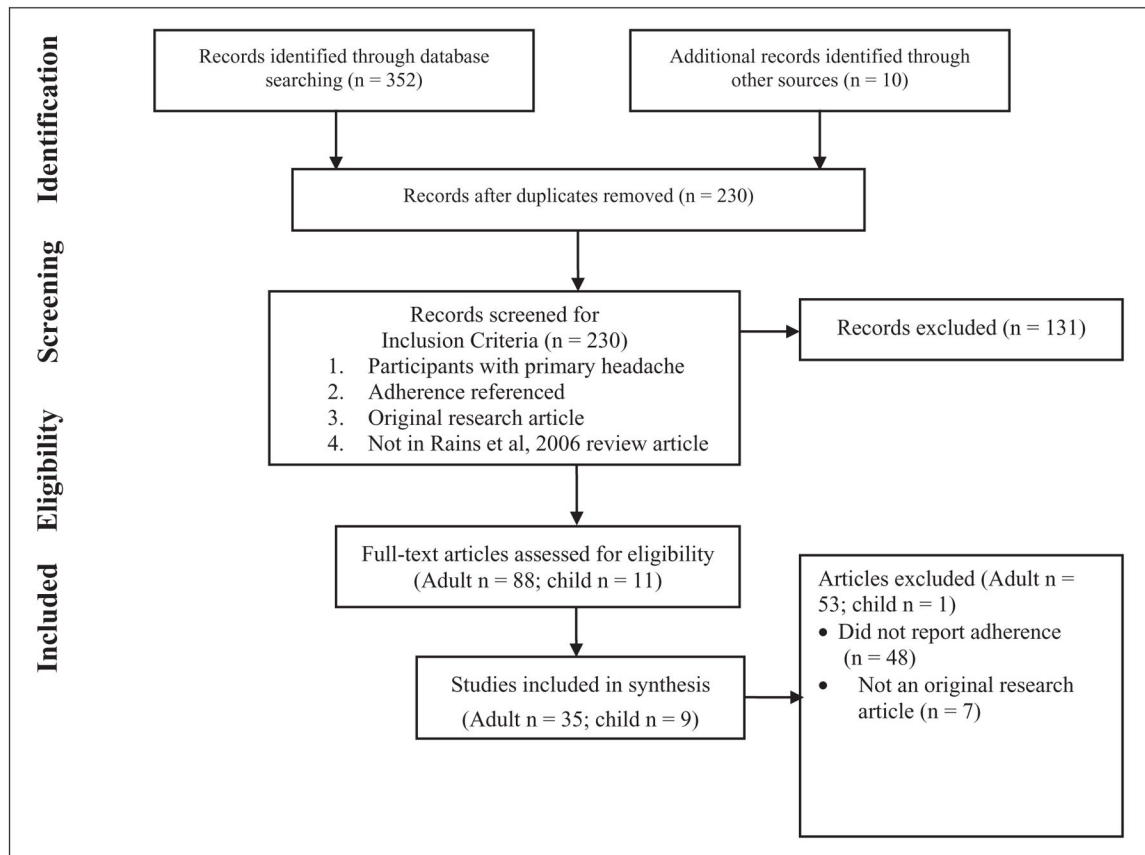 Identification
Records identified through database
searching (n = 352)
Additional records identified through
other sources (n = 10)
Records after duplicates removed (n = 230)
Screening
Records screened for
Inclusion Criteria (n = 230)
1. Participants with primary headache
2. Adherence referenced
3. Original research article
4. Not in Rains et al, 2006 review article
Records excluded (n = 131)
Eligibility
Full-text articles assessed for eligibility
(Adult n = 88; child n = 11)
Articles excluded (Adult n =
53; child n = 1)
• Did not report adherence
(n = 48)
• Not an original research
article (n = 7)
Included
Studies included in synthesis
(Adult n = 35; child n = 9)